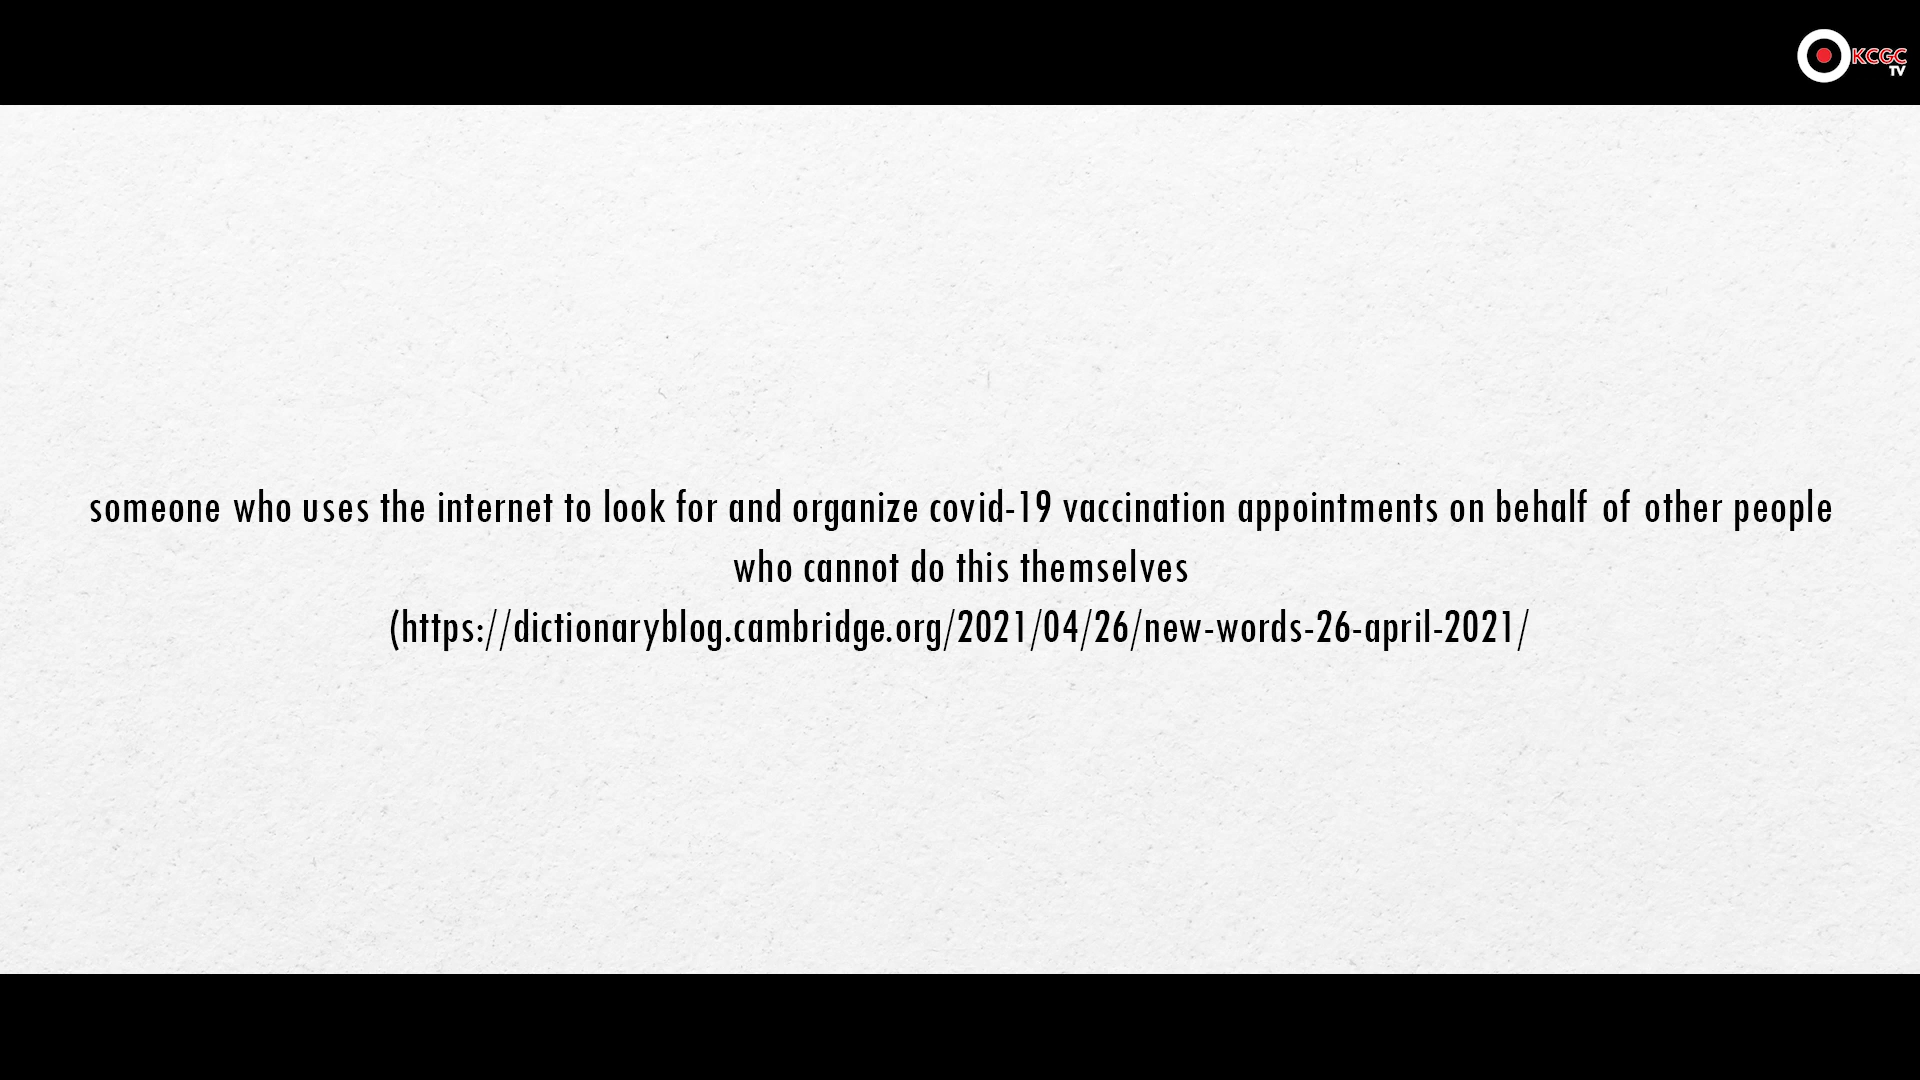 KCGC
TV
someone who uses the internet to look for and organize covid-19 vaccination appointments on behalf of other people
who cannot do this themselves
(https://dictionaryblog.cambridge.org/2021/04/26/new-words-26-april-2021/